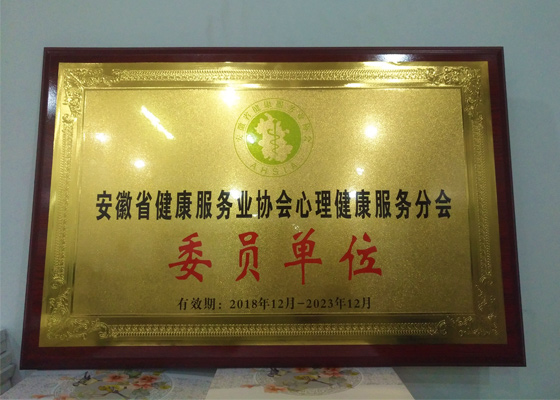 安徽省健康服务业协会心理健康服务分会
委员单位
有效期：2018年12月-2023年12月